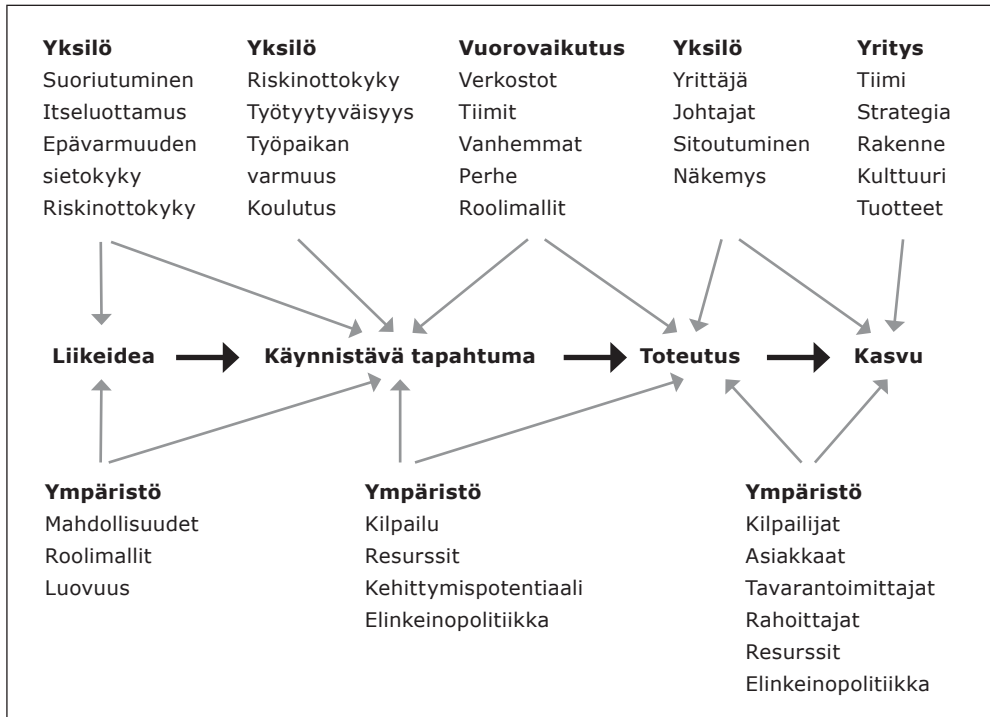 Yksilö
Suoriutuminen
Itseluottamus
Epävarmuuden
sietokyky
Riskinottokyky
Yksilö
Riskinottokyky
Työtyytyväisyys
Työpaikan
varmuus
Koulutus
Vuorovaikutus
Verkostot
Tiimit
Vanhemmat
Perhe
Roolimallit
Yksilö
Yrittäjä
Johtajat
Sitoutuminen
Näkemys
Yritys
Tiimi
Strategia
Rakenne
Kulttuuri
Tuotteet
Liikeidea
Käynnistävä tapahtuma
Toteutus
Kasvu
Ympäristö
Mahdollisuudet
Roolimallit
Luovuus
Ympäristö
Kilpailu
Resurssit
Kehittymispotentiaali
Elinkeinopolitiikka
Ympäristö
Kilpailijat
Asiakkaat
Tavarantoimittajat
Rahoittajat
Resurssit
Elinkeinopolitiikka